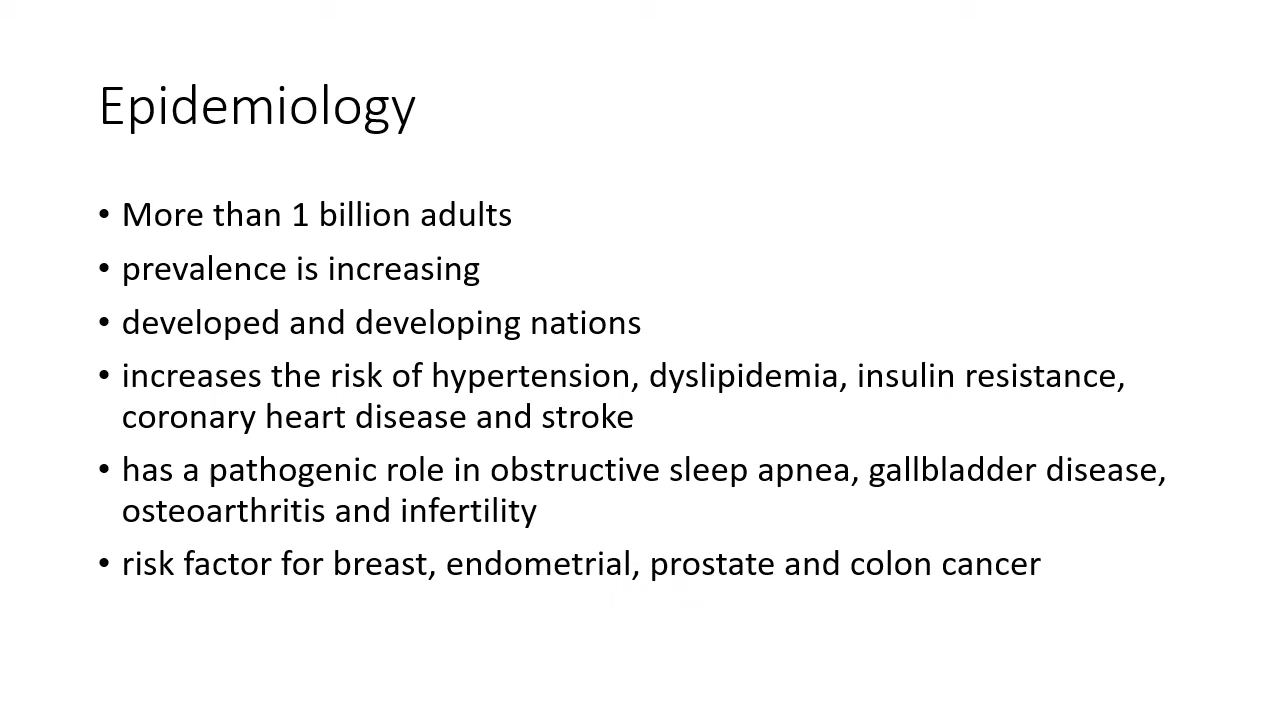 Epidemiology
• More than 1 billion adults
• prevalence is increasing
• developed and developing nations
• increases the risk of hypertension, dyslipidemia, insulin resistance,
coronary heart disease and stroke
• has a pathogenic role in obstructive sleep apnea, gallbladder disease,
osteoarthritis and infertility
• risk factor for breast, endometrial, prostate and colon cancer